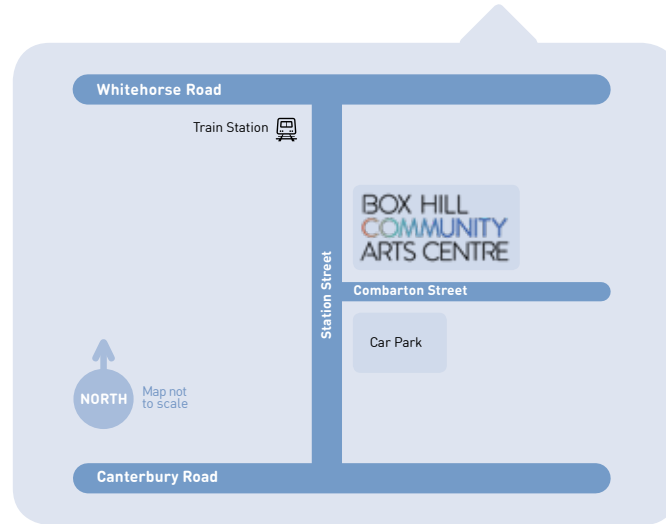 Whitehorse Road
Train Station
BOX HILL
COMMUNITY
ARTS CENTRE
Station Street
Combarton Street
Car Park
NORTH
Map not
to scale
Canterbury Road